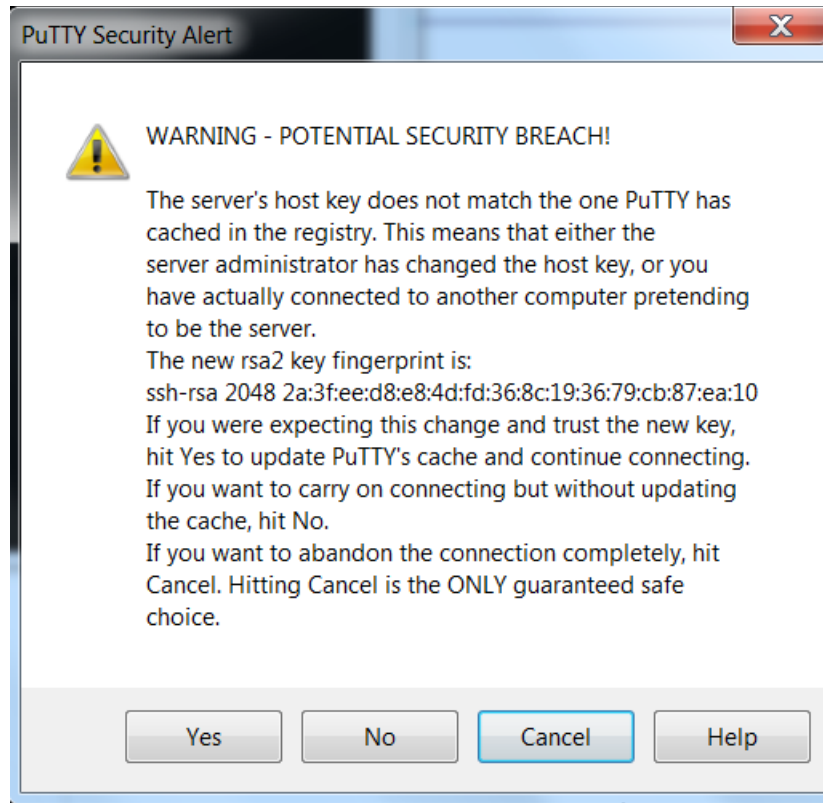 PuTTY Security Alert
WARNING - POTENTIAL SECURITY BREACH!
The server's host key does not match the one PuTTY has
cached in the registry. This means that either the
server administrator has changed the host key, or you
have actually connected to another computer pretending
to be the server.
The new rsa2 key fingerprint is:
ssh-rsa 2048 2a:3f:ee:d8:e8:4d:fd:36:8c:19:36:79:cb:87:ea:10
If you were expecting this change and trust the new key,
hit Yes to update PuTTY's cache and continue connecting.
If you want to carry on connecting but without updating
the cache, hit No.
If you want to abandon the connection completely, hit
Cancel. Hitting Cancel is the ONLY guaranteed safe
choice.
Yes No Cancel Help